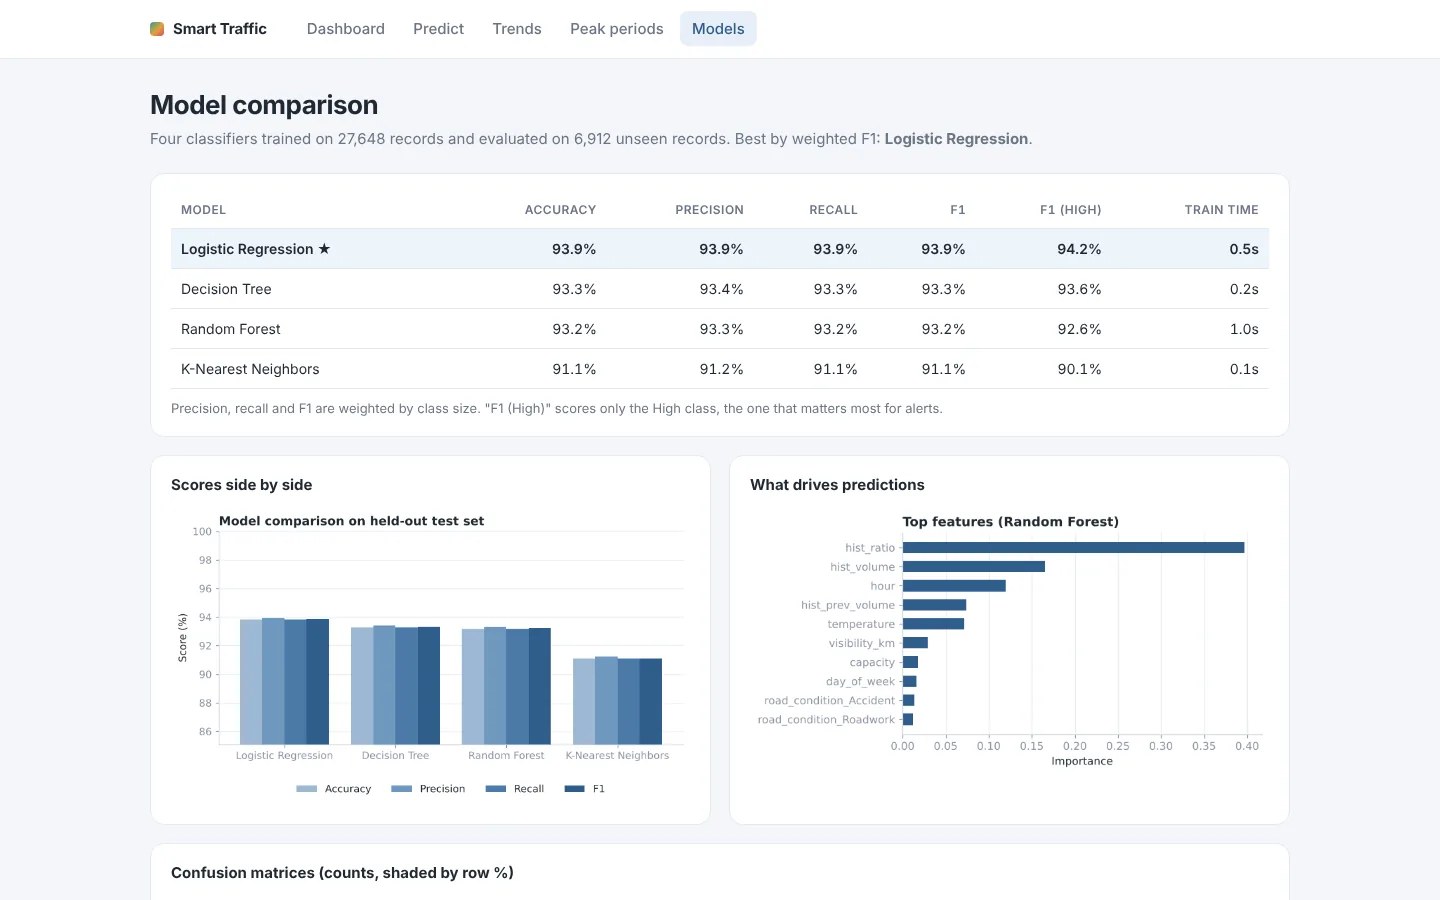 Smart Traffic Dashboard Predict Trends Peak periods Models
Model comparison
Four classifiers trained on 27,648 records and evaluated on 6,912 unseen records. Best by weighted F1: Logistic Regression.
MODEL ACCURACY PRECISION RECALL F1 F1 (HIGH) TRAIN TIME
Logistic Regression ★ 93.9% 93.9% 93.9% 93.9% 94.2% 0.5s
Decision Tree 93.3% 93.4% 93.3% 93.3% 93.6% 0.2s
Random Forest 93.2% 93.3% 93.2% 93.2% 92.6% 1.0s
K-Nearest Neighbors 91.1% 91.2% 91.1% 91.1% 90.1% 0.1s
Precision, recall and F1 are weighted by class size. "F1 (High)" scores only the High class, the one that matters most for alerts.
Scores side by side
Model comparison on held-out test set
100
98
96
94
92
90
88
86
Score (%)
Logistic Regression Decision Tree Random Forest K-Nearest Neighbors
Accuracy Precision Recall F1
What drives predictions
Top features (Random Forest)
hist_ratio
hist_volume
hour
hist_prev_volume
temperature
visibility_km
capacity
day_of_week
road_condition_Accident
road_condition_Roadwork
0.00 0.05 0.10 0.15 0.20 0.25 0.30 0.35 0.40
Importance
Confusion matrices (counts, shaded by row %)